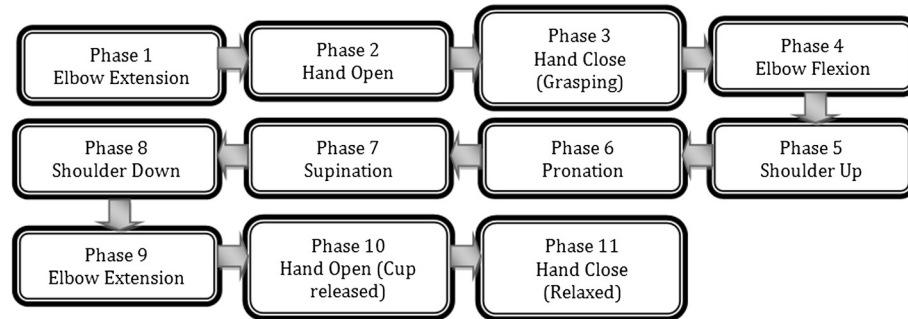 Phase 1
Elbow Extension
Phase 2
Hand Open
Phase 3
Hand Close
(Grasping)
Phase 4
Elbow Flexion
Phase 5
Shoulder Up
Phase 6
Pronation
Phase 7
Supination
Phase 8
Shoulder Down
Phase 9
Elbow Extension
Phase 10
Hand Open (Cup
released)
Phase 11
Hand Close
(Relaxed)